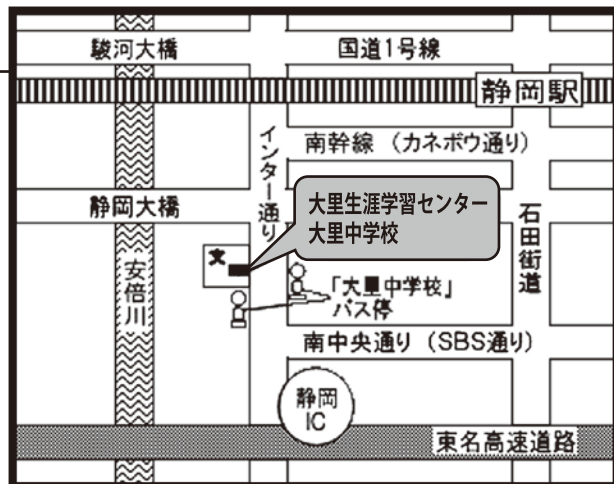 駿河大橋
国道1号線
静岡駅
インター通り
南幹線（カネボウ通り）
静岡大橋
大里生涯学習センター
大里中学校
石田街道
文
安倍川
「大里中学校」
バス停
南中央通り（SBS通り）
静岡
IC
東名高速道路